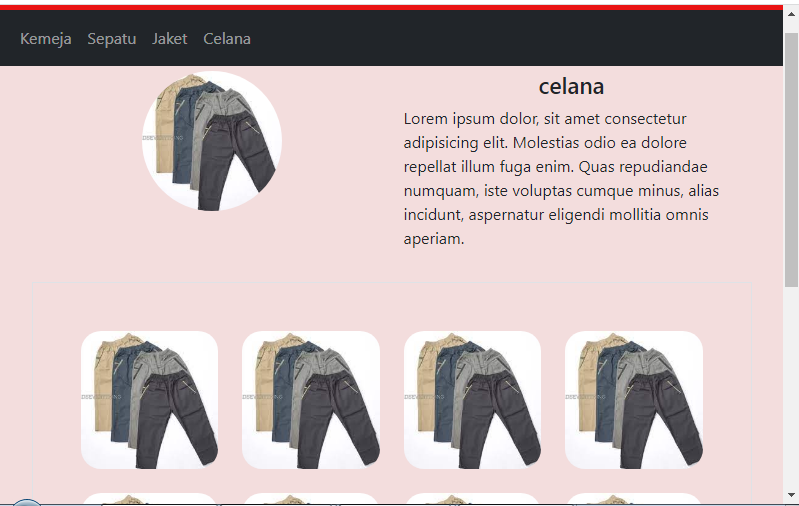 Kemeja Sepatu Jaket Celana
celana
Lorem ipsum dolor, sit amet consectetur
adipisicing elit. Molestias odio ea dolore
repellat illum fuga enim. Quas repudiandae
numquam, iste voluptas cumque minus, alias
incidunt, aspernatur eligendi mollitia omnis
aperiam.